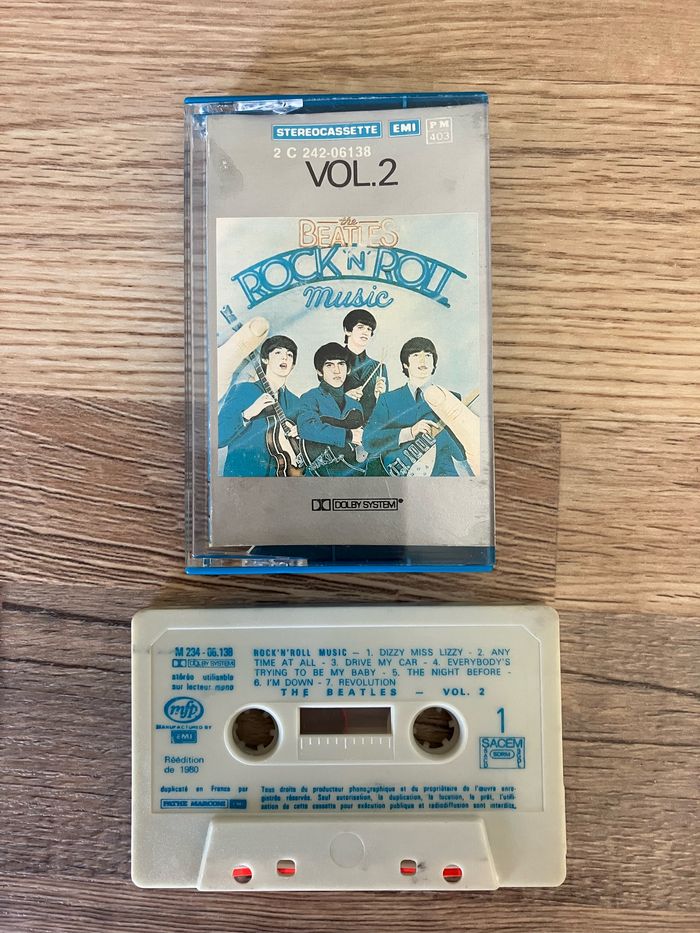 STEREOCASSETTE EMI PM 403
2 C 242-06138
VOL.2
the
BEATLES
ROCK 'N' ROLL
music
DOLBY SYSTEM
M 234 - 06.138
DOLBY SYSTEM
stéréo utilisable
sur lecteur mono
mfp
MANUFACTURED BY
EMI
Réédition
de 1980
ROCK'N'ROLL MUSIC — 1. DIZZY MISS LIZZY - 2. ANY
TIME AT ALL - 3. DRIVE MY CAR - 4. EVERYBODY'S
TRYING TO BE MY BABY - 5. THE NIGHT BEFORE -
6. I'M DOWN - 7. REVOLUTION
THE BEATLES — VOL. 2
1
SACEM
SDRM
dupliqué en France par
PATHE MARCONI EMI
Tous droits du producteur phonographique et du propriétaire de l'œuvre enre-
gistrée réservés. Sauf autorisation, la duplication, la location, le prêt, l'utili-
sation de cette cassette pour exécution publique et radiodiffusion sont interdits.